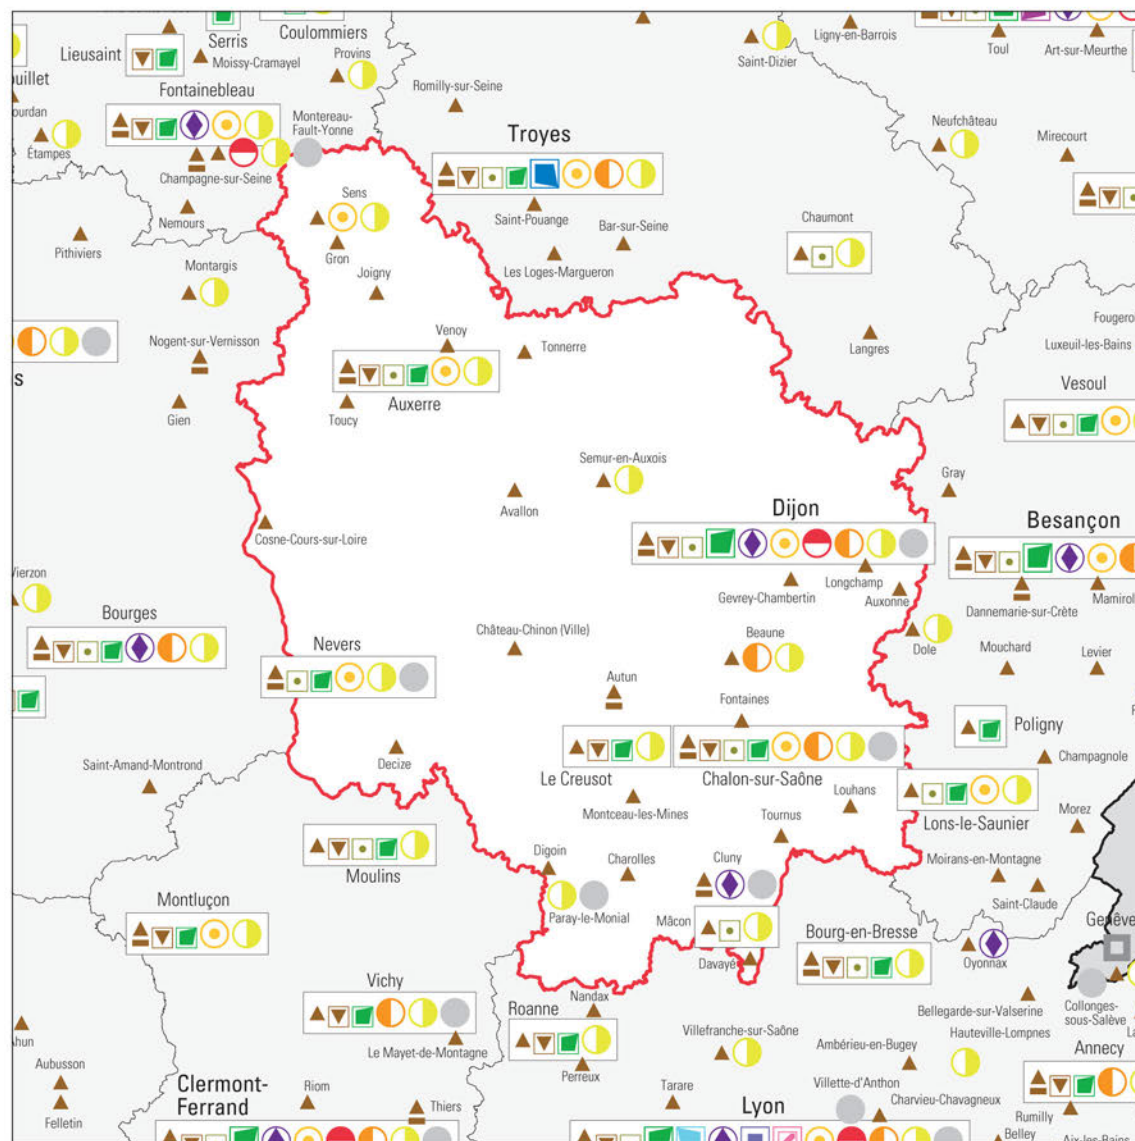 Serris
Coulommiers
Lieusaint
Moissy-Cramayel
Provins
Ligny-en-Barrois
Saint-Dizier
Toul
Art-sur-Meurthe
Fontainebleau
Montereau-
Fault-Yonne
Romilly-sur-Seine
Troyes
Neufchâteau
Mirecourt
Étampes
Champagne-sur-Seine
Nemours
Pithiviers
Sens
Gron
Saint-Pouange
Bar-sur-Seine
Les Loges-Margueron
Chaumont
Montargis
Joigny
Nogent-sur-Vernisson
Venoy
Tonnerre
Langres
Luxeuil-les-Bains
Vesoul
Gien
Auxerre
Toucy
Semur-en-Auxois
Avallon
Gray
Dijon
Besançon
Cosne-Cours-sur-Loire
Longchamp
Gevrey-Chambertin
Auxonne
Dannemarie-sur-Crète
Bourges
Nevers
Château-Chinon (Ville)
Beaune
Dole
Mouchard
Levier
Autun
Fontaines
Poligny
Champagnole
Saint-Amand-Montrond
Decize
Le Creusot
Chalon-sur-Saône
Montceau-les-Mines
Louhans
Tournus
Lons-le-Saunier
Morez
Moulins
Digoin
Charolles
Cluny
Moirans-en-Montagne
Saint-Claude
Montluçon
Paray-le-Monial
Mâcon
Davayé
Bourg-en-Bresse
Oyonnax
Genève
Vichy
Le Mayet-de-Montagne
Roanne
Nandax
Perreux
Villefranche-sur-Saône
Bellegarde-sur-Valserine
Hauteville-Lompnes
Ambérieu-en-Bugey
Collonges-
sous-Salève
Annecy
Aubusson
Felletin
Clermont-
Ferrand
Riom
Thiers
Tarare
Lyon
Villette-d'Anthon
Charvieu-Chavagneux
Rumilly
Belley